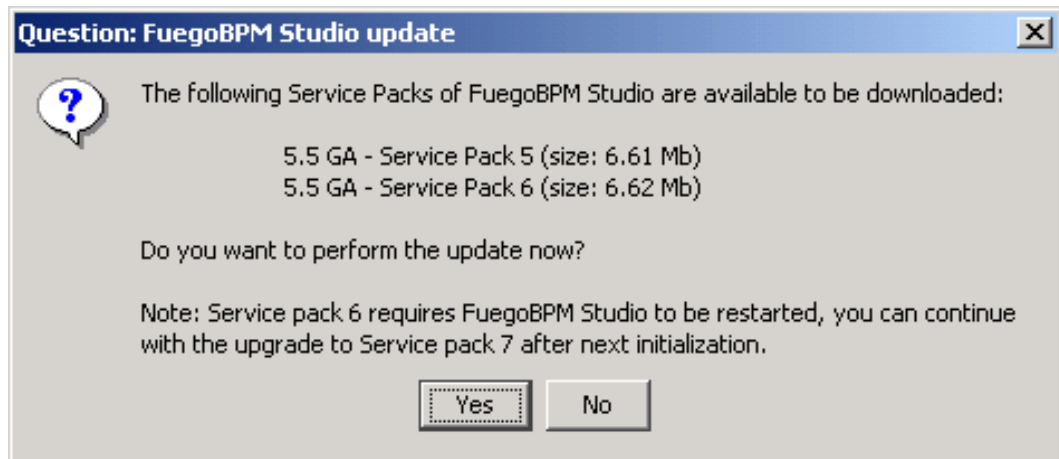 Question: FuegoBPM Studio update
The following Service Packs of FuegoBPM Studio are available to be downloaded:
5.5 GA - Service Pack 5 (size: 6.61 Mb)
5.5 GA - Service Pack 6 (size: 6.62 Mb)
Do you want to perform the update now?
Note: Service pack 6 requires FuegoBPM Studio to be restarted, you can continue
with the upgrade to Service pack 7 after next initialization.
Yes No